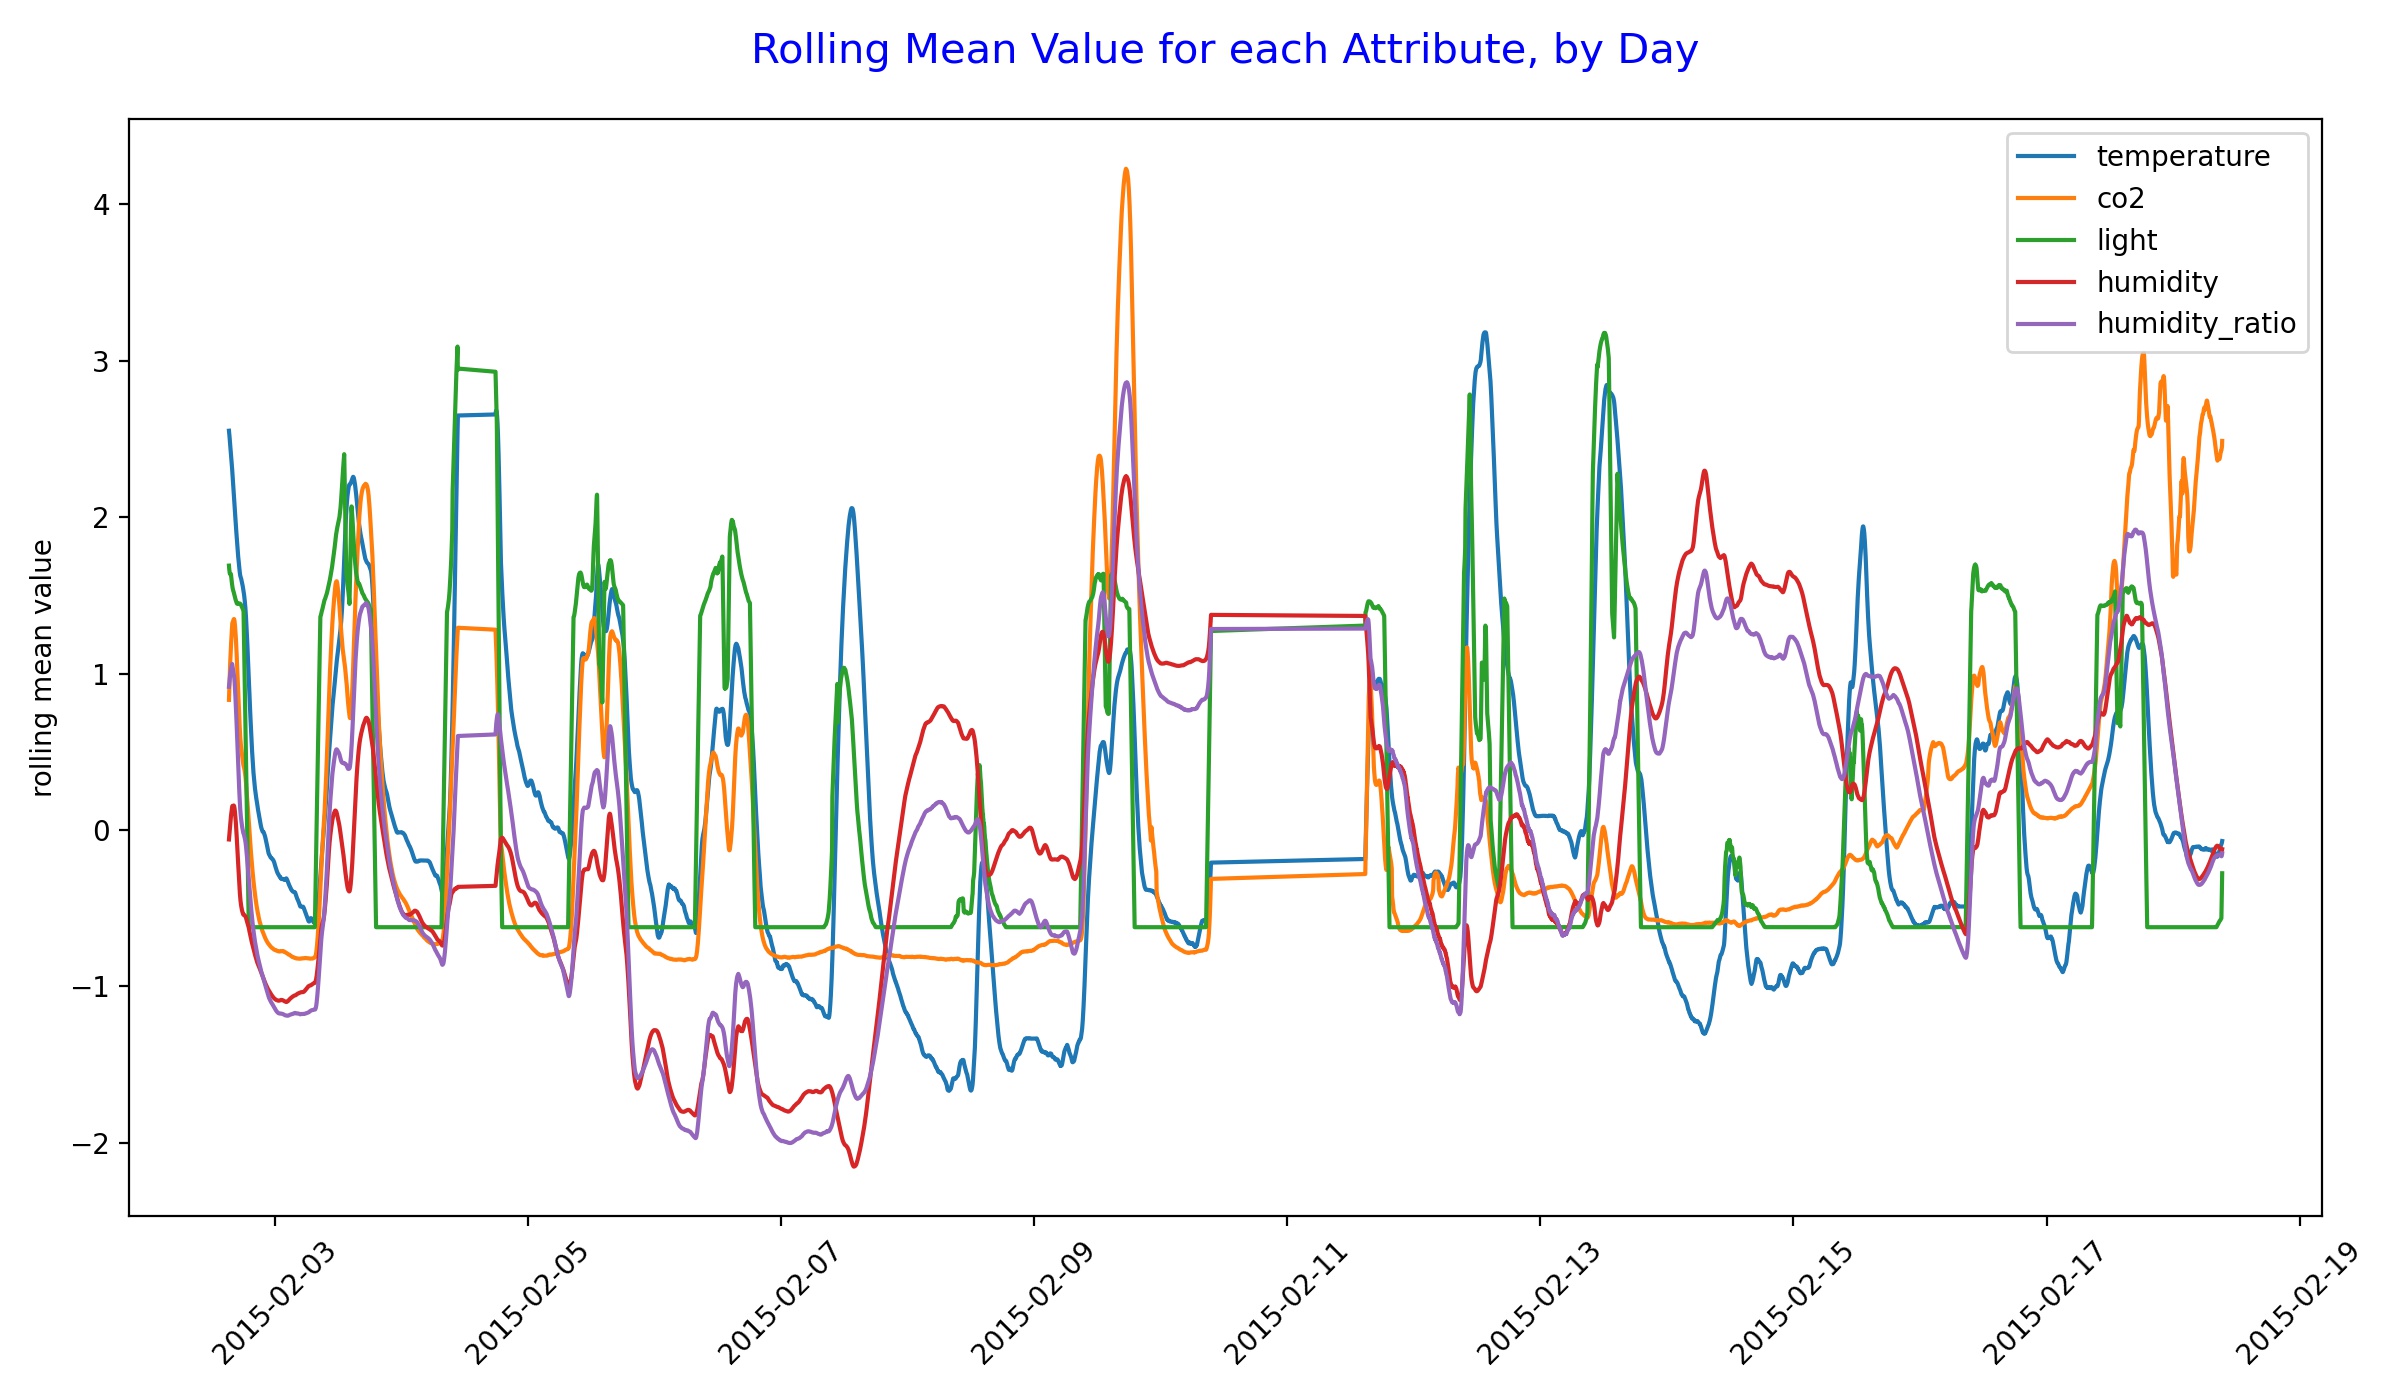 Rolling Mean Value for each Attribute, by Day
temperature
co2
light
humidity
humidity_ratio
rolling mean value
4
3
2
1
0
−1
−2
2015-02-03
2015-02-05
2015-02-07
2015-02-09
2015-02-11
2015-02-13
2015-02-15
2015-02-17
2015-02-19